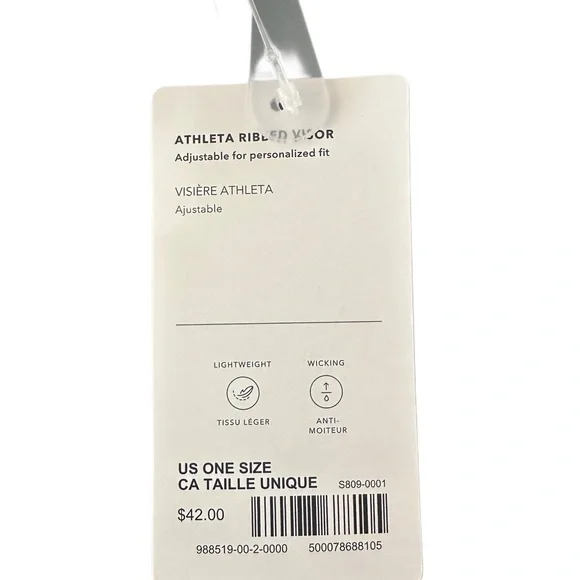 ATHLETA RIBBED VISOR
Adjustable for personalized fit
VISIÈRE ATHLETA
Ajustable
LIGHTWEIGHT
WICKING
TISSU LÉGER
ANTI-
MOITEUR
US ONE SIZE
CA TAILLE UNIQUE
S809-0001
$42.00
988519-00-2-0000
500078688105